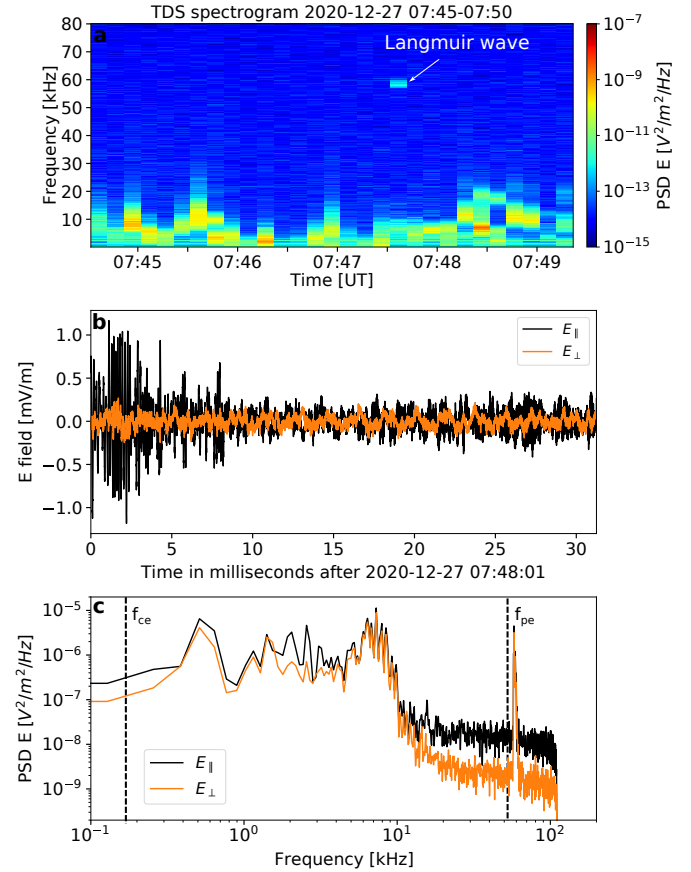 TDS spectrogram 2020-12-27 07:45-07:50
a
Langmuir wave
80
70
60
50
40
30
20
10
Frequency [kHz]
07:45 07:46 07:47 07:48 07:49
Time [UT]
10⁻⁷
10⁻⁹
10⁻¹¹
10⁻¹³
10⁻¹⁵
PSD E [V²/m²/Hz]
b
E∥
E⊥
1.0
0.5
0.0
−0.5
−1.0
E field [mV/m]
0 5 10 15 20 25 30
Time in milliseconds after 2020-12-27 07:48:01
c
f_ce
f_pe
10⁻⁵
10⁻⁶
10⁻⁷
10⁻⁸
10⁻⁹
PSD E [V²/m²/Hz]
E∥
E⊥
10⁻¹ 10⁰ 10¹ 10²
Frequency [kHz]